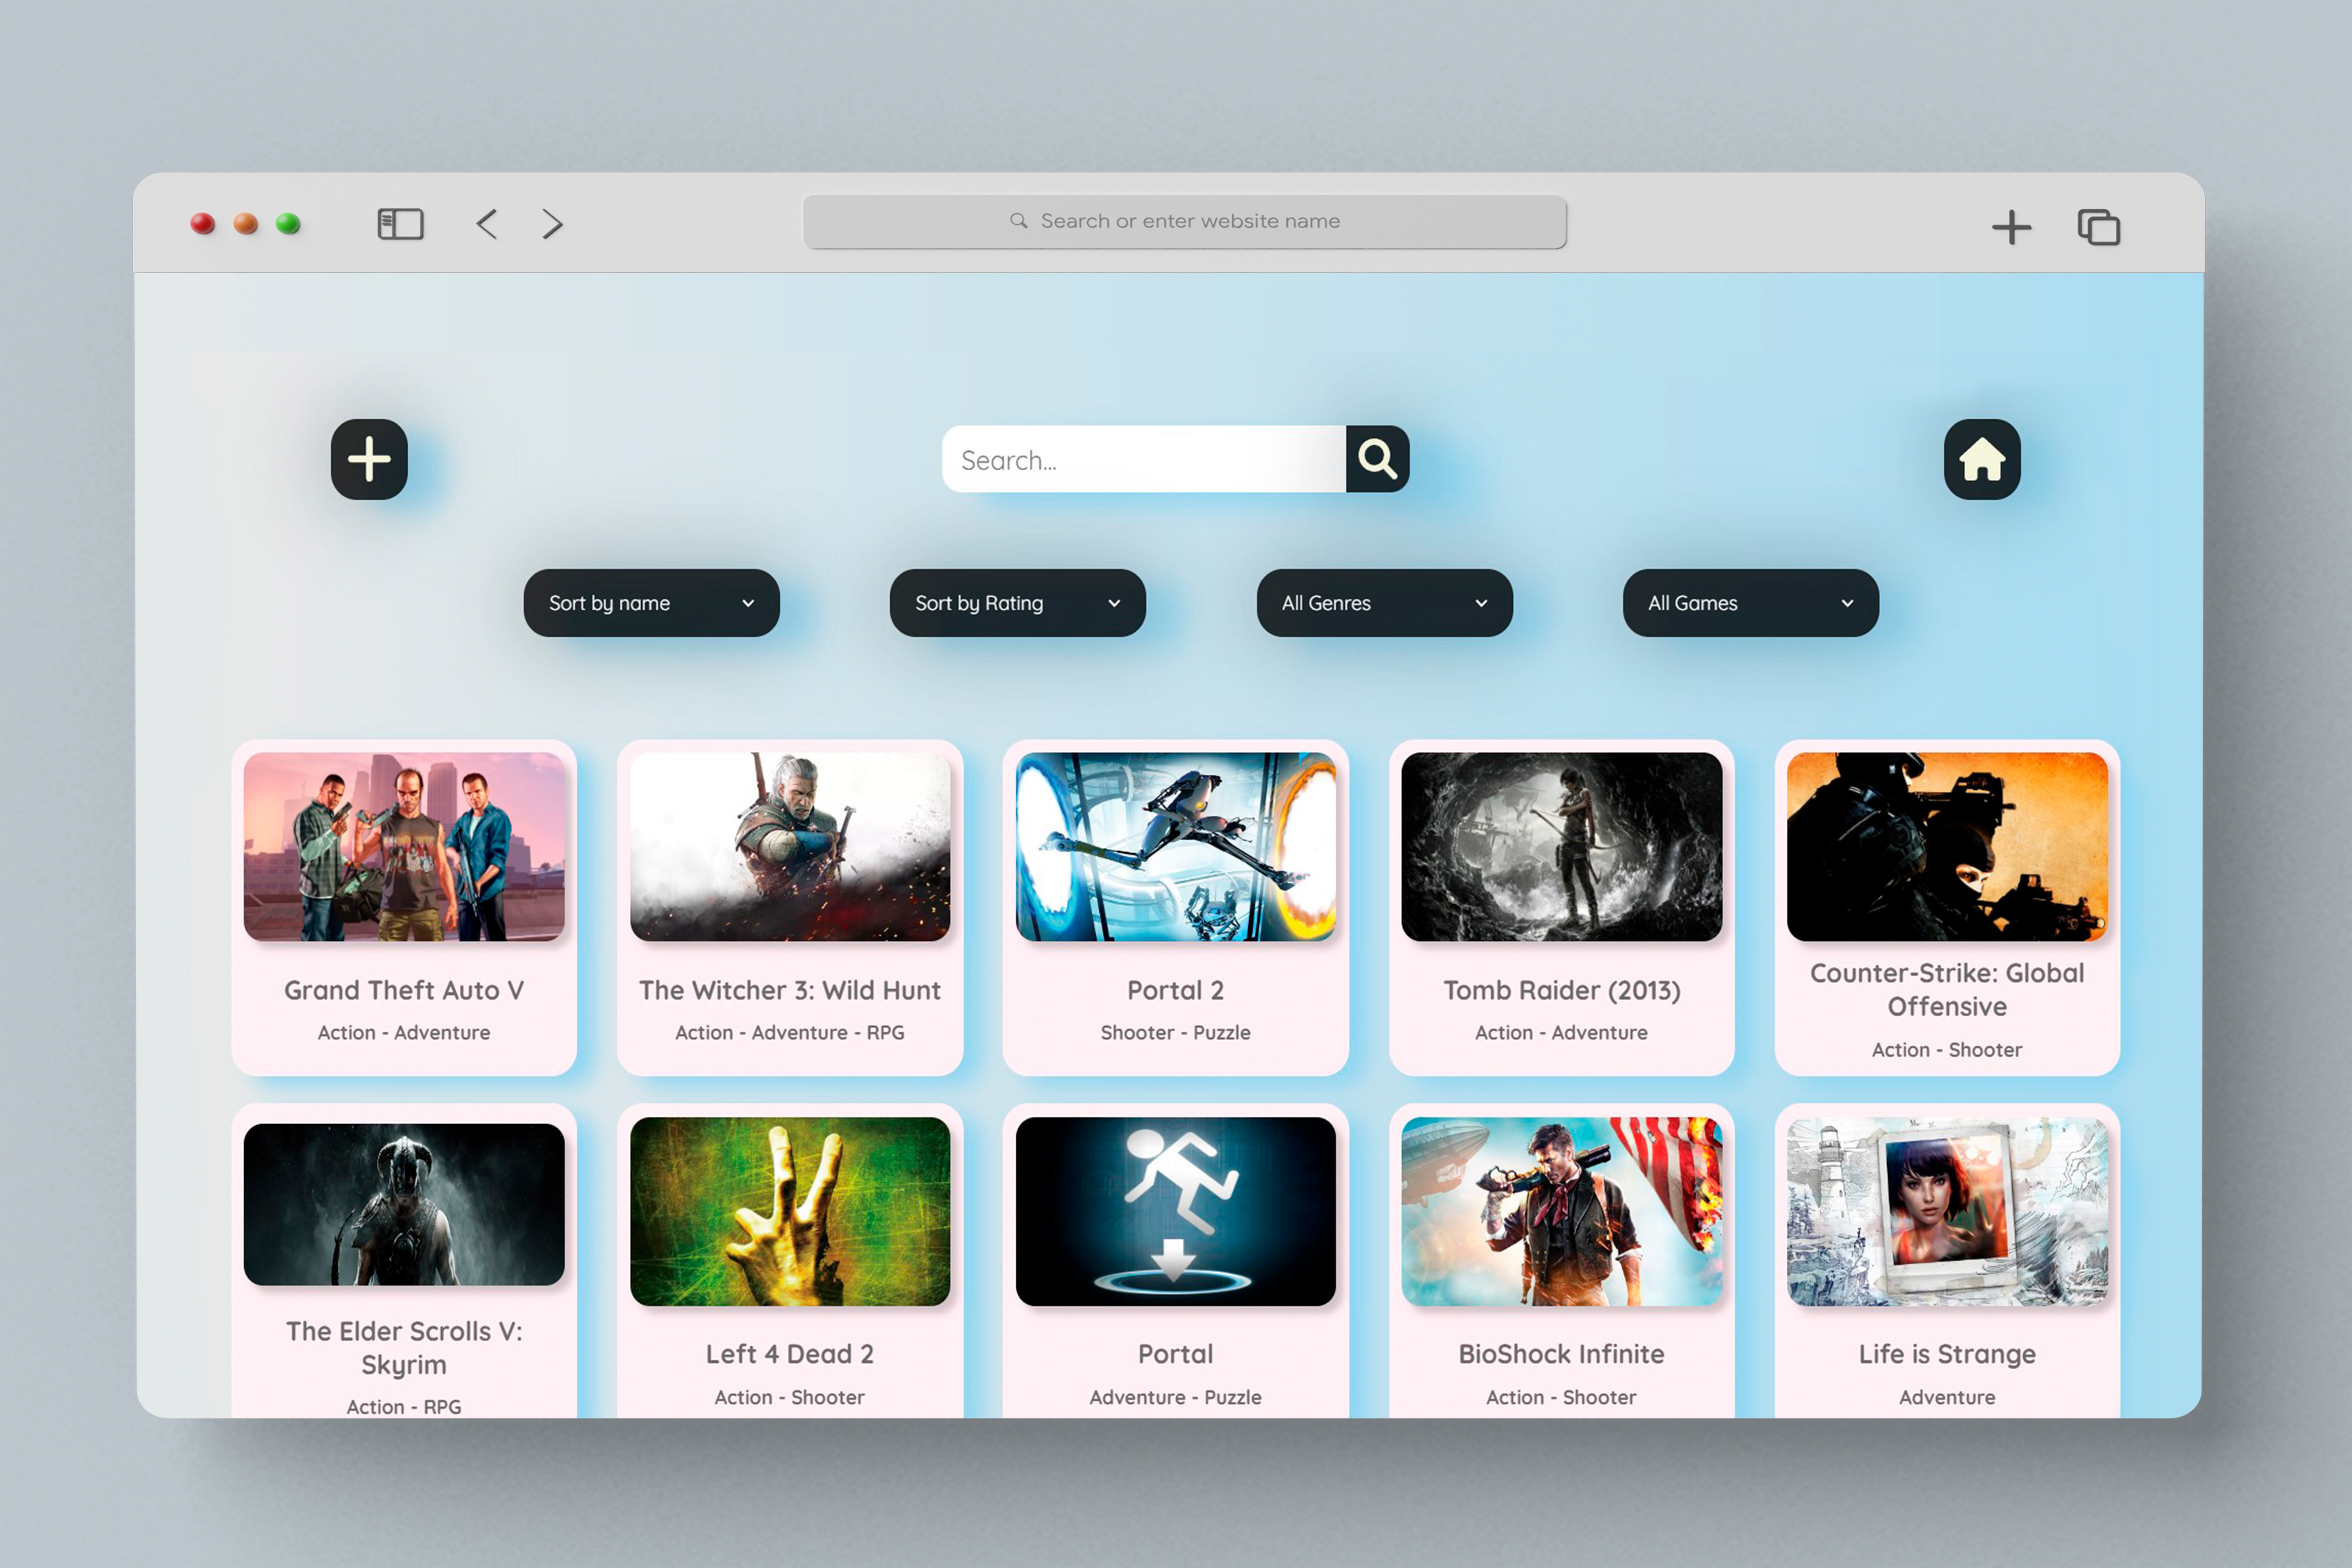 Search or enter website name
Search...
Sort by name
Sort by Rating
All Genres
All Games
Grand Theft Auto V
Action - Adventure
The Witcher 3: Wild Hunt
Action - Adventure - RPG
Portal 2
Shooter - Puzzle
Tomb Raider (2013)
Action - Adventure
Counter-Strike: Global
Offensive
Action - Shooter
The Elder Scrolls V:
Skyrim
Action - RPG
Left 4 Dead 2
Action - Shooter
Portal
Adventure - Puzzle
BioShock Infinite
Action - Shooter
Life is Strange
Adventure